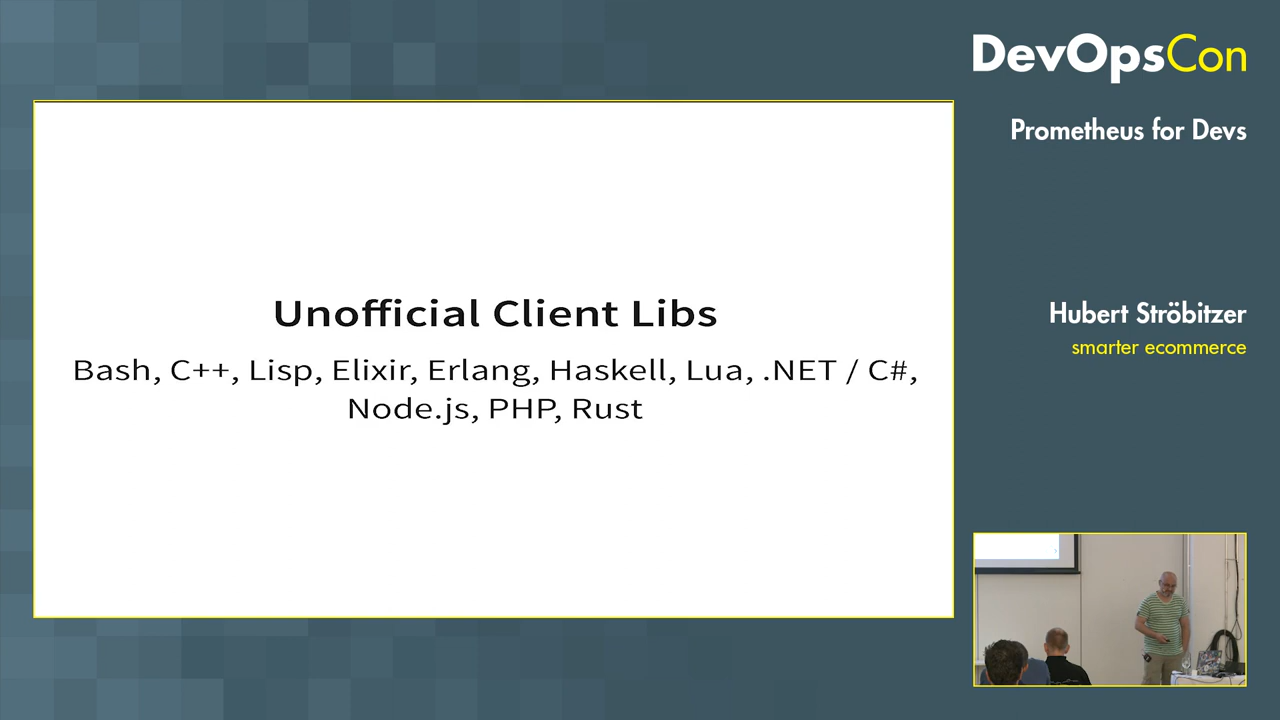 DevOpsCon
Prometheus for Devs
Unofficial Client Libs
Bash, C++, Lisp, Elixir, Erlang, Haskell, Lua, .NET / C#,
Node.js, PHP, Rust
Hubert Ströbitzer
smarter ecommerce